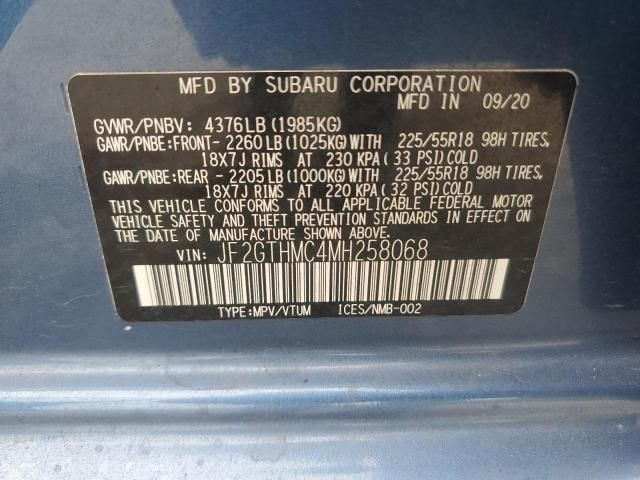 MFD BY SUBARU CORPORATION
MFD IN 09/20
GVWR/PNBV: 4376LB (1985KG)
GAWR/PNBE:FRONT- 2260LB (1025KG)WITH 225/55R18 98H TIRES,
18X7J RIMS AT 230 KPA (33 PSI)COLD
GAWR/PNBE:REAR - 2205LB (1000KG)WITH 225/55R18 98H TIRES,
18X7J RIMS AT 220 KPA (32 PSI)COLD
THIS VEHICLE CONFORMS TO ALL APPLICABLE FEDERAL MOTOR
VEHICLE SAFETY AND THEFT PREVENTION STANDARDS IN EFFECT ON
THE DATE OF MANUFACTURE SHOWN ABOVE.
VIN: JF2GTHMC4MH258068
TYPE:MPV/VTUM ICES/NMB-002